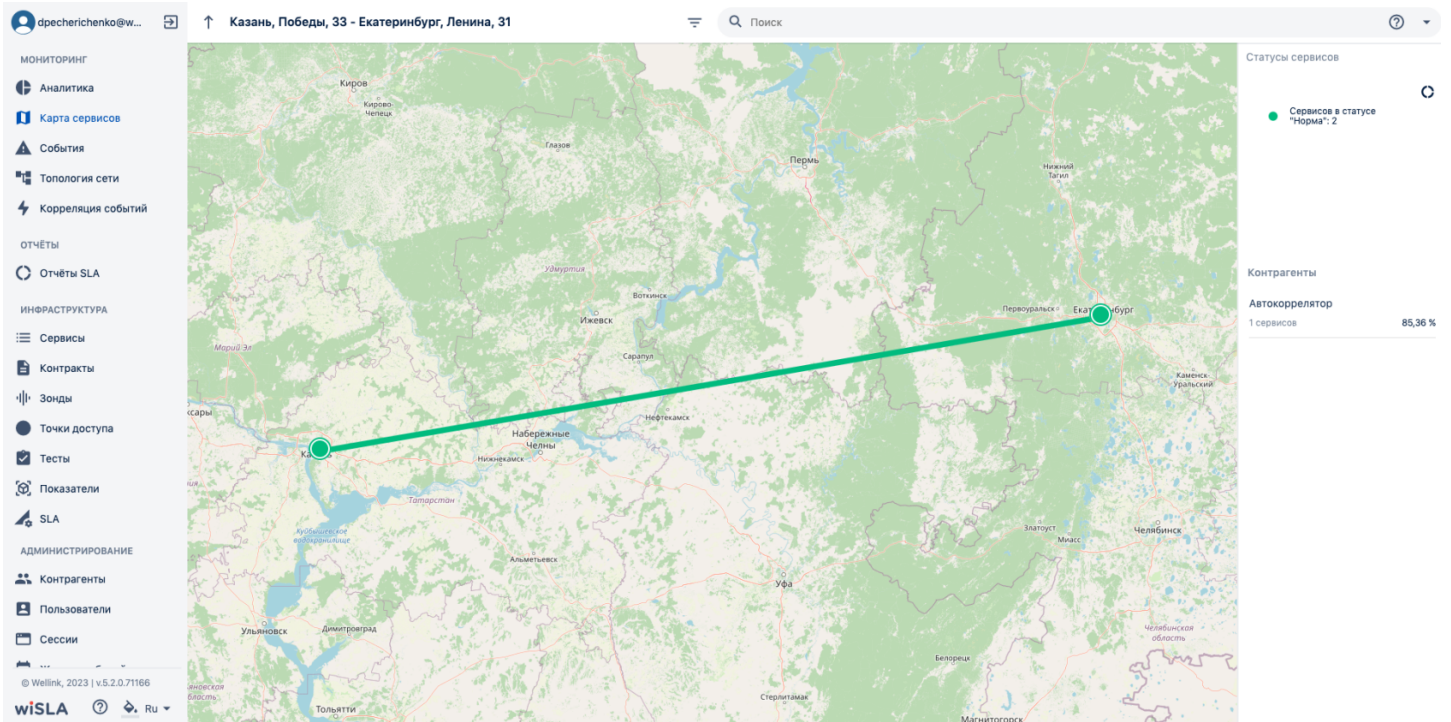 dpecherichenko@w...
Казань, Победы, 33 - Екатеринбург, Ленина, 31
Поиск
МОНИТОРИНГ
Аналитика
Карта сервисов
События
Топология сети
Корреляция событий
ОТЧЁТЫ
Отчёты SLA
ИНФРАСТРУКТУРА
Сервисы
Контракты
Зонды
Точки доступа
Тесты
Показатели
SLA
АДМИНИСТРИРОВАНИЕ
Контрагенты
Пользователи
Сессии
© Wellink, 2023 | v.5.2.0.71166
wiSLA
Ru
Киров
Кирово-
Чепецк
Глазов
Пермь
Нижний
Тагил
Удмуртия
Воткинск
Ижевск
Первоуральск
Сарапул
Марий Эл
Каменск-
Уральский
Нефтекамск
Набережные
Челны
Нижнекамск
Татарстан
Куйбышевское
водохранилище
Златоуст
Миасс
Челябинск
Альметьевск
Уфа
Ульяновск
Димитровград
Челябинская
область
Белорецк
Стерлитамак
Тольятти
Магнитогорск
Статусы сервисов
Сервисов в статусе
"Норма": 2
Контрагенты
Автокоррелятор
1 сервисов
85,36 %